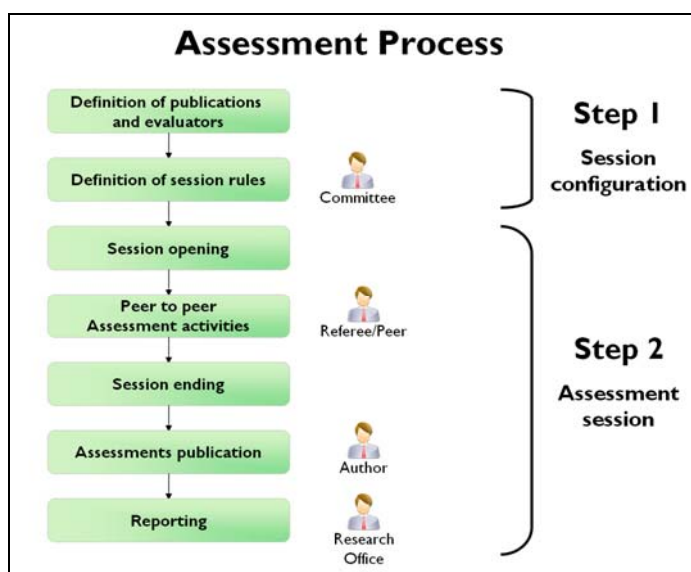 Assessment Process
Definition of publications
and evaluators
Definition of session rules
Committee
Step 1
Session
configuration
Session opening
Peer to peer
Assessment activities
Referee/Peer
Session ending
Assessments publication
Author
Reporting
Research
Office
Step 2
Assessment
session